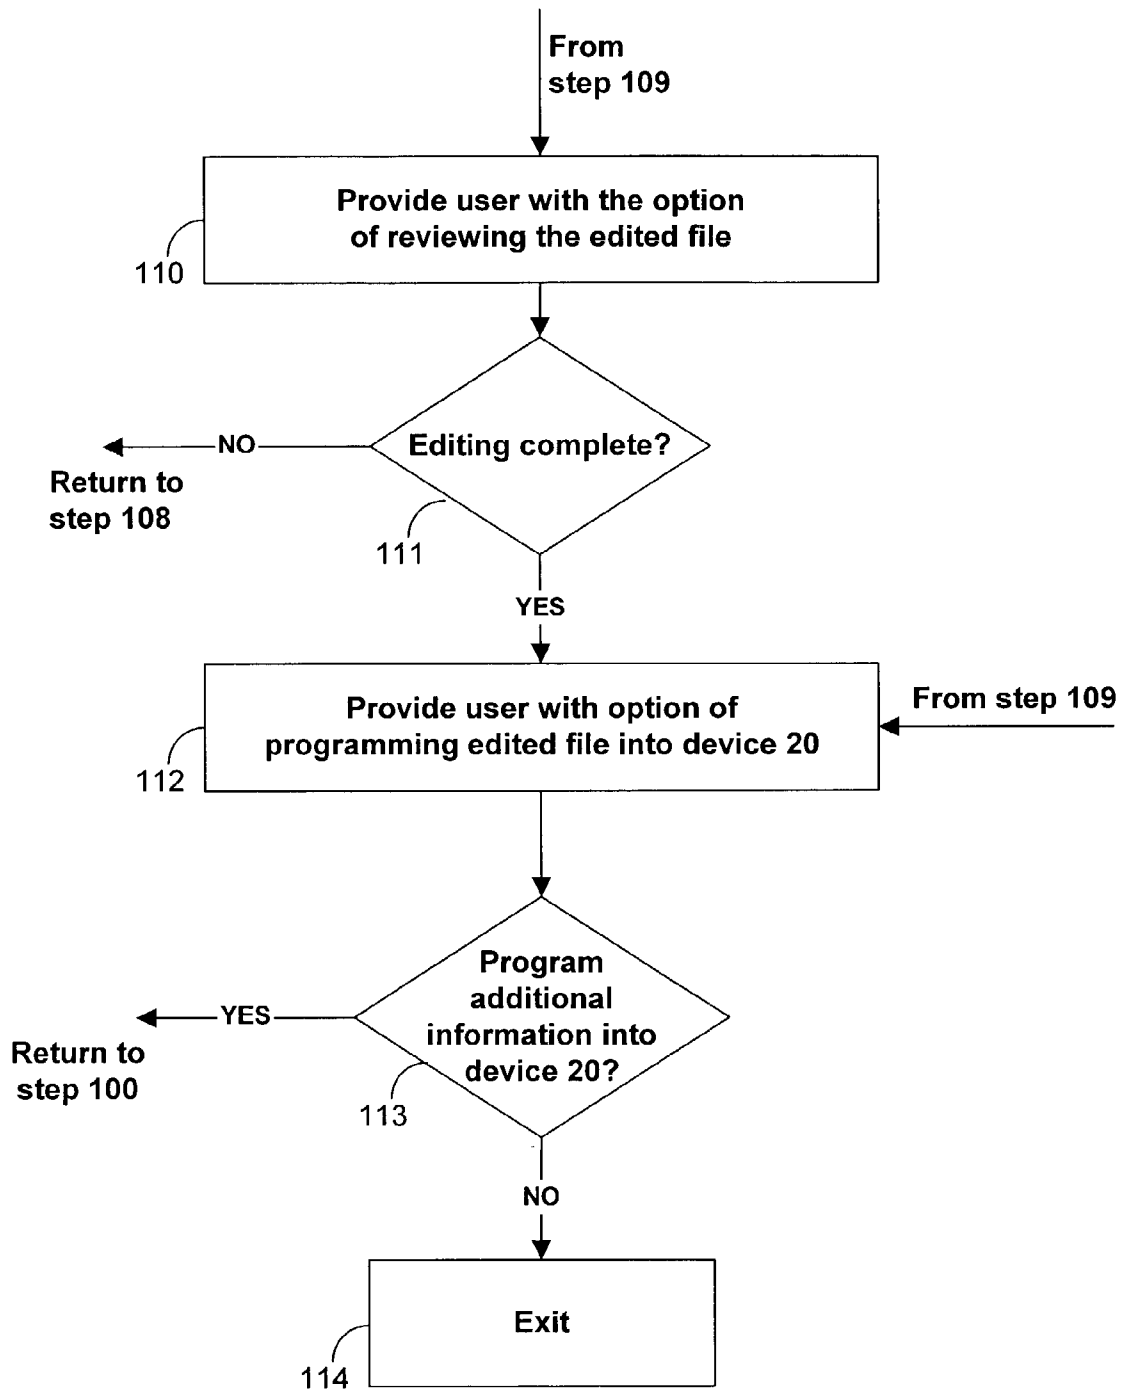 From
step 109
Provide user with the option
of reviewing the edited file
110
Editing complete?
NO
Return to
step 108
111
YES
Provide user with option of
programming edited file into device 20
From step 109
112
Program
additional
information into
device 20?
YES
Return to
step 100
113
NO
Exit
114